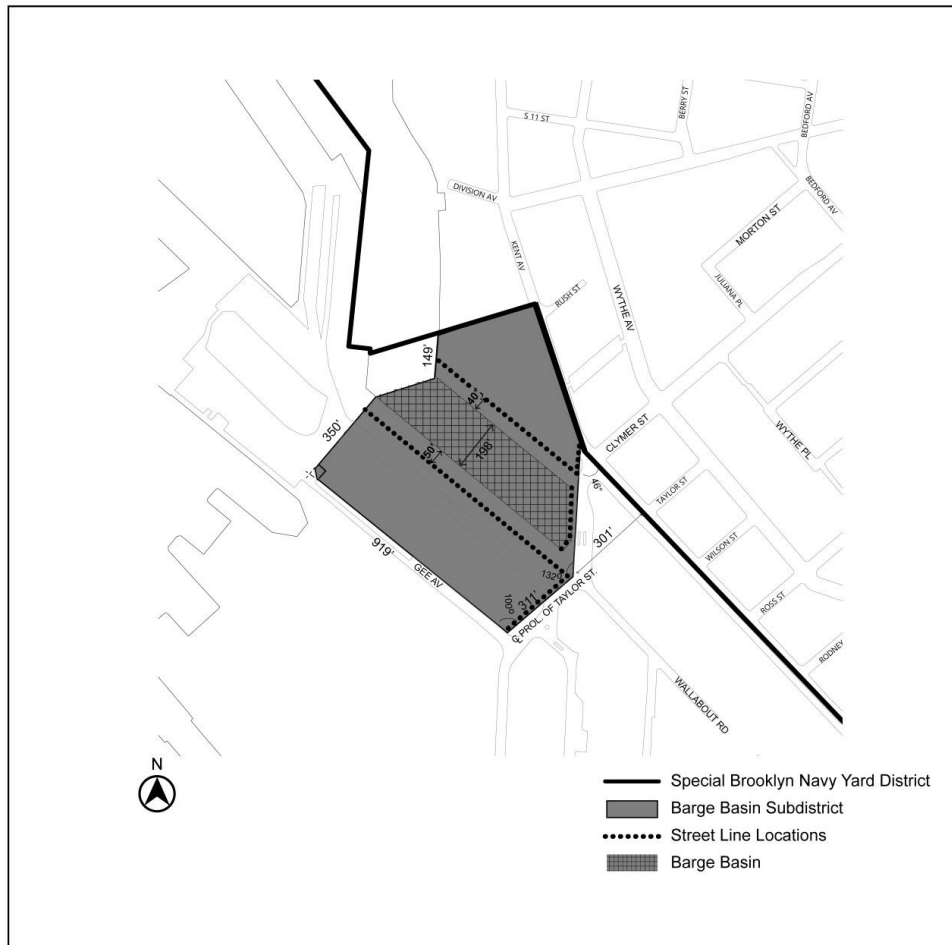 S 11 ST
BERRY ST
BEDFORD AV
DIVISION AV
BEDFORD AV
MORTON ST
KENT AV
JULIANA PL
RUSH ST
WYTHE AV
149'
40'
CLYMER ST
WYTHE PL
350'
50'
198
46°
TAYLOR ST
301'
WILSON ST
919'
GEE AV
132°
100°
311'
ROSS ST
℄ PROL. OF TAYLOR ST.
RODNEY
WALLABOUT RD
N
Special Brooklyn Navy Yard District
Barge Basin Subdistrict
Street Line Locations
Barge Basin